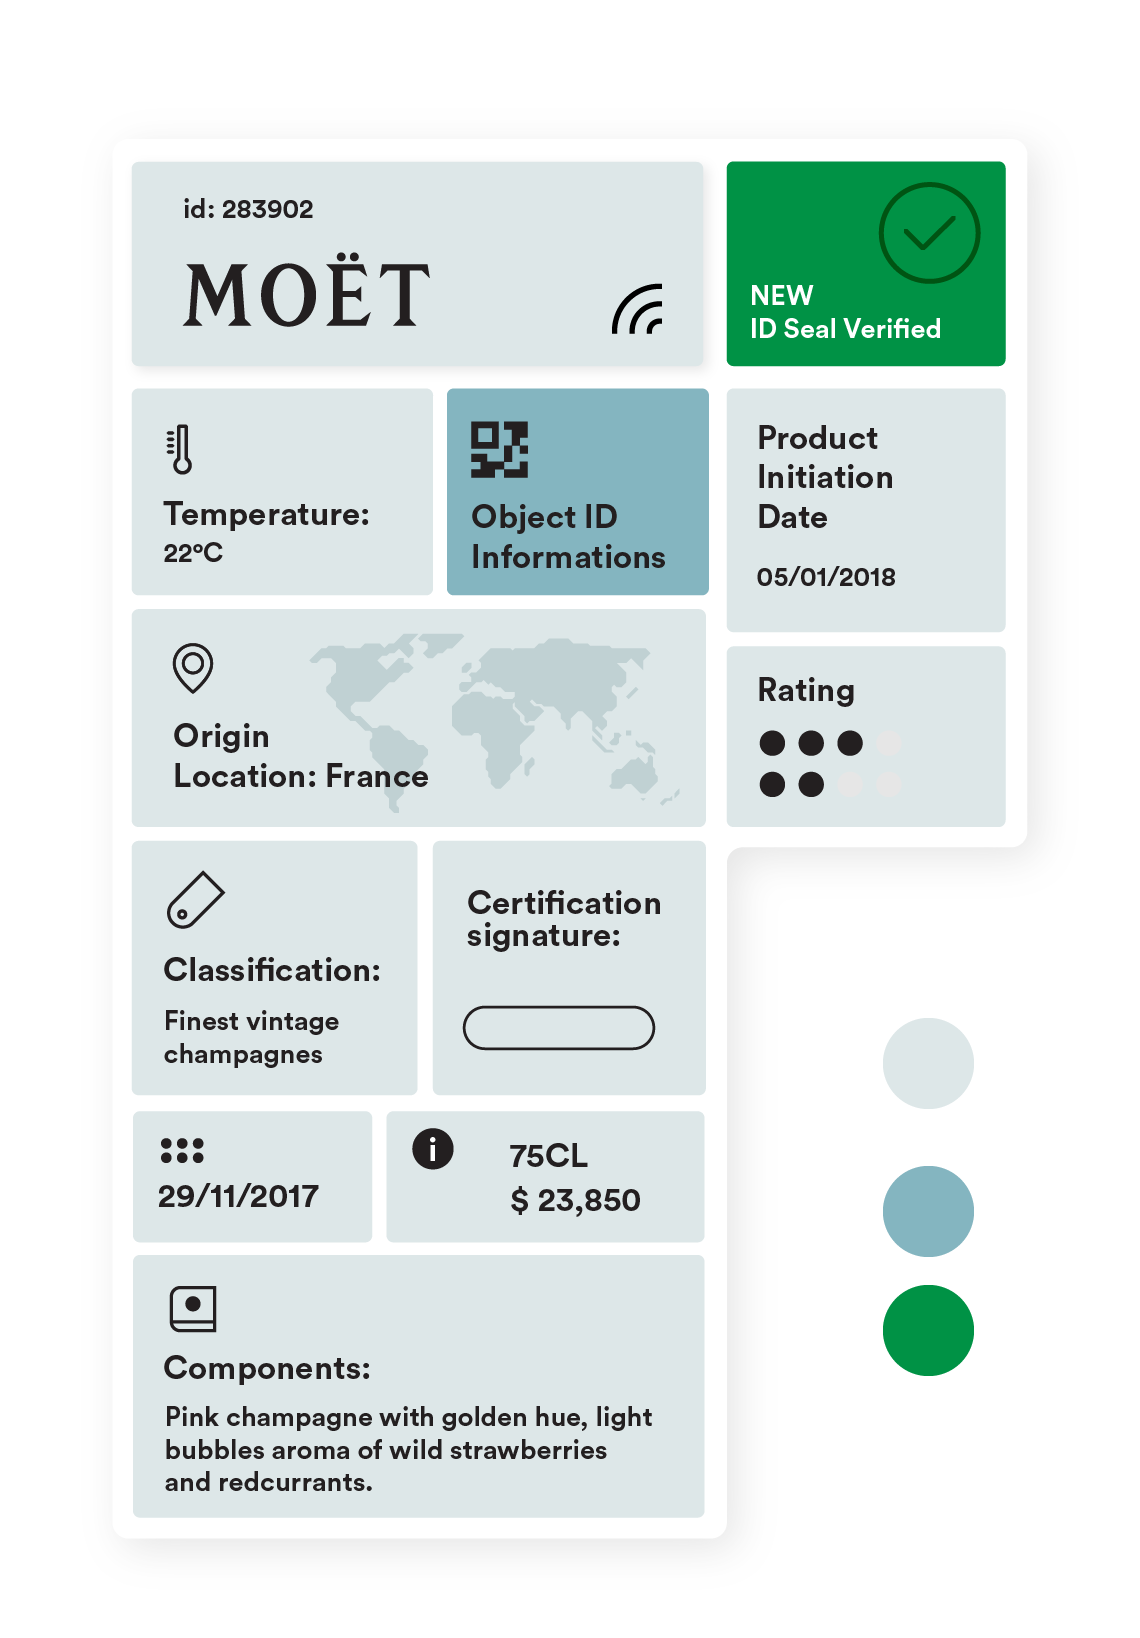 id: 283902
MOËT
NEW
ID Seal Verified
Temperature:
22°C
Object ID
Informations
Product
Initiation
Date
05/01/2018
Origin
Location: France
Rating
Classification:
Finest vintage
champagnes
Certification
signature:
29/11/2017
i
75CL
$ 23,850
Components:
Pink champagne with golden hue, light
bubbles aroma of wild strawberries
and redcurrants.